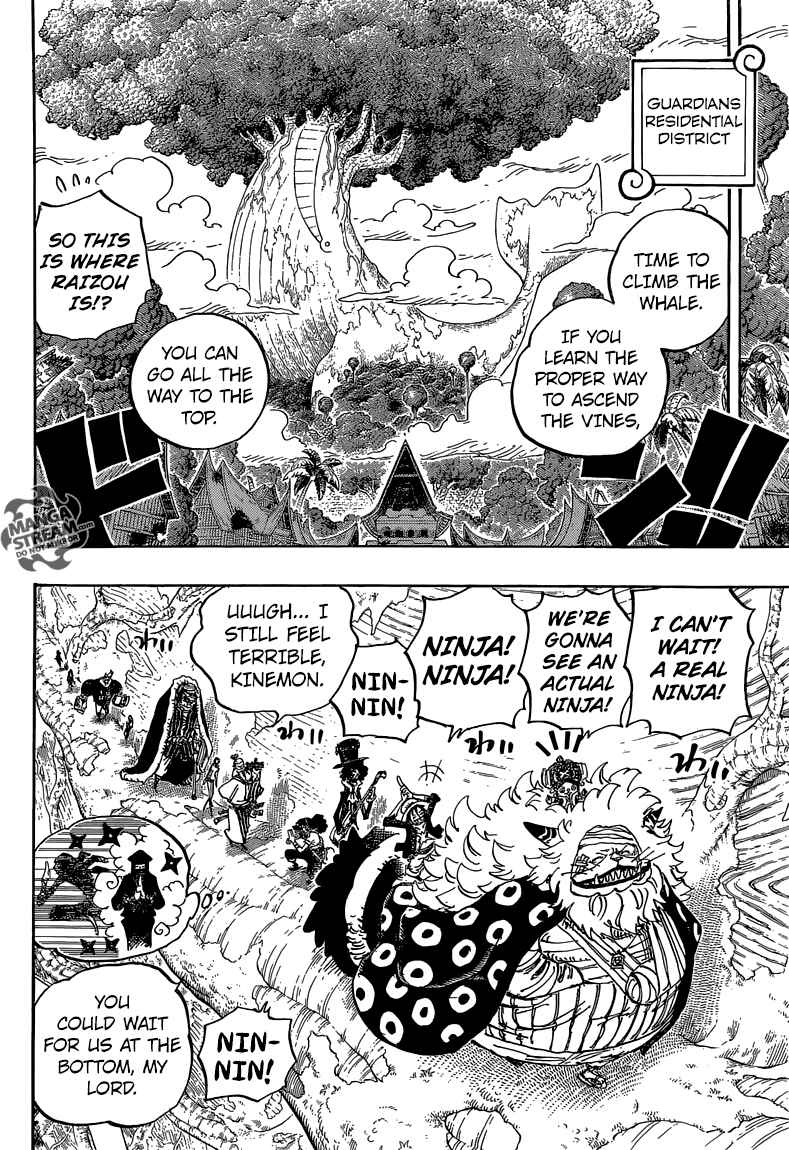 GUARDIANS
RESIDENTIAL
DISTRICT
TIME TO
CLIMB THE
WHALE.
IF YOU
LEARN THE
PROPER WAY
TO ASCEND
THE VINES,
YOU CAN
GO ALL THE
WAY TO THE
TOP.
SO THIS
IS WHERE
RAIZOU
IS!?
ドン
MANGA
STREAM.com
I CAN'T
WAIT!
A REAL
NINJA!
WE'RE
GONNA
SEE AN
ACTUAL
NINJA!
NINJA!
NINJA!
NIN-
NIN!
UUUGH... I
STILL FEEL
TERRIBLE,
KINEMON.
NIN-
NIN!
YOU
COULD WAIT
FOR US AT THE
BOTTOM, MY
LORD.